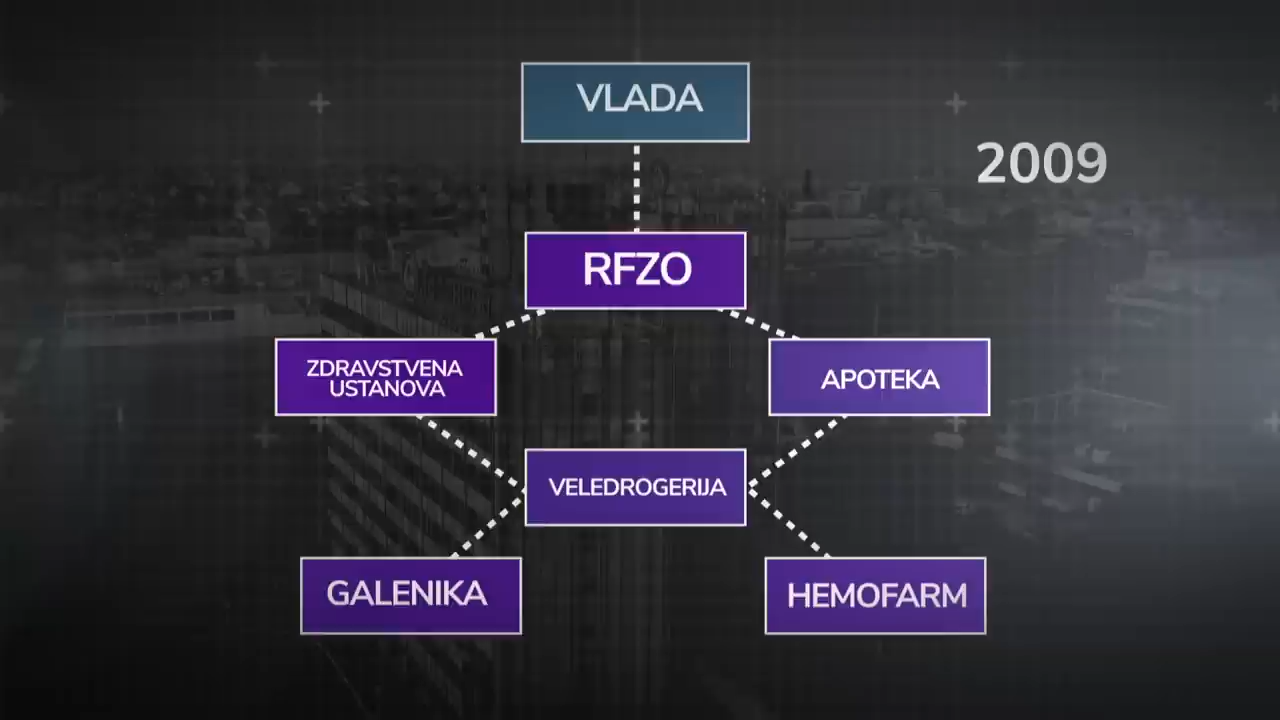 VLADA
2009
RFZO
ZDRAVSTVENA
USTANOVA
APOTEKA
VELEDROGERIJA
GALENIKA
HEMOFARM